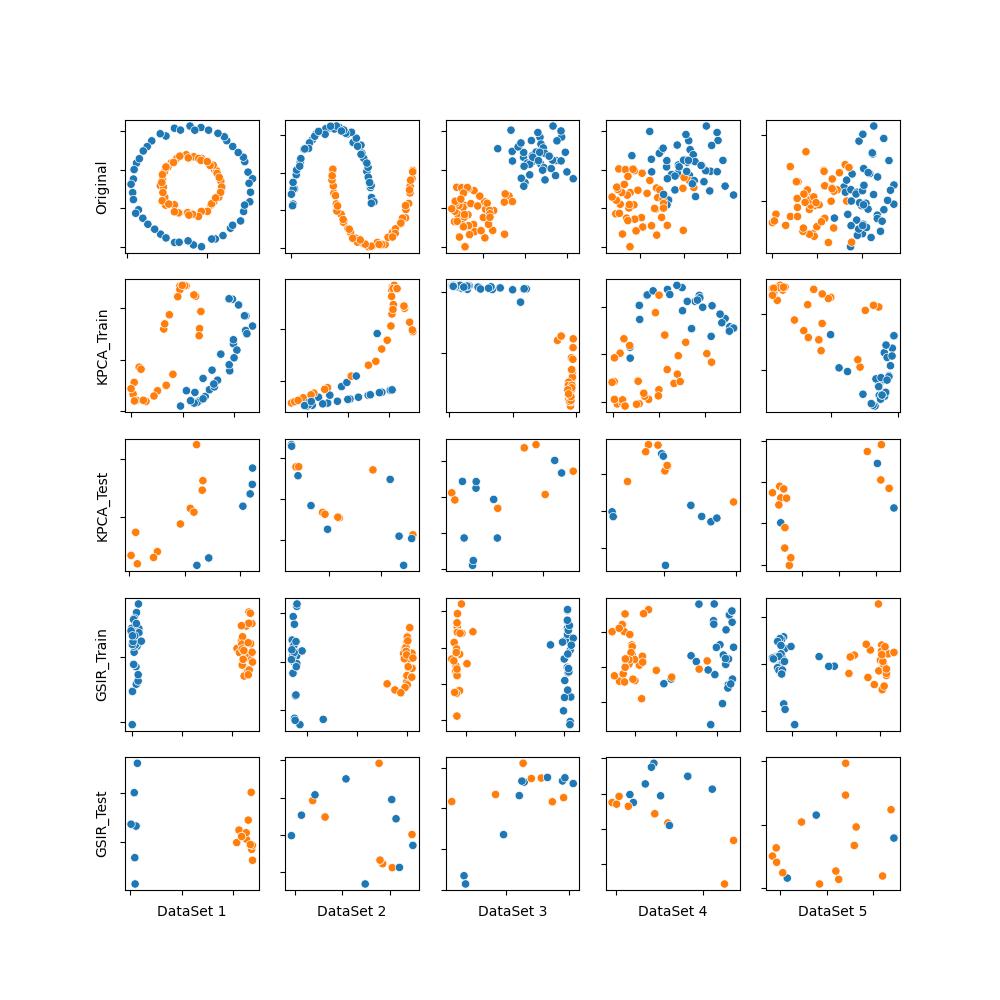 Original
KPCA_Train
KPCA_Test
GSIR_Train
GSIR_Test
DataSet 1
DataSet 2
DataSet 3
DataSet 4
DataSet 5